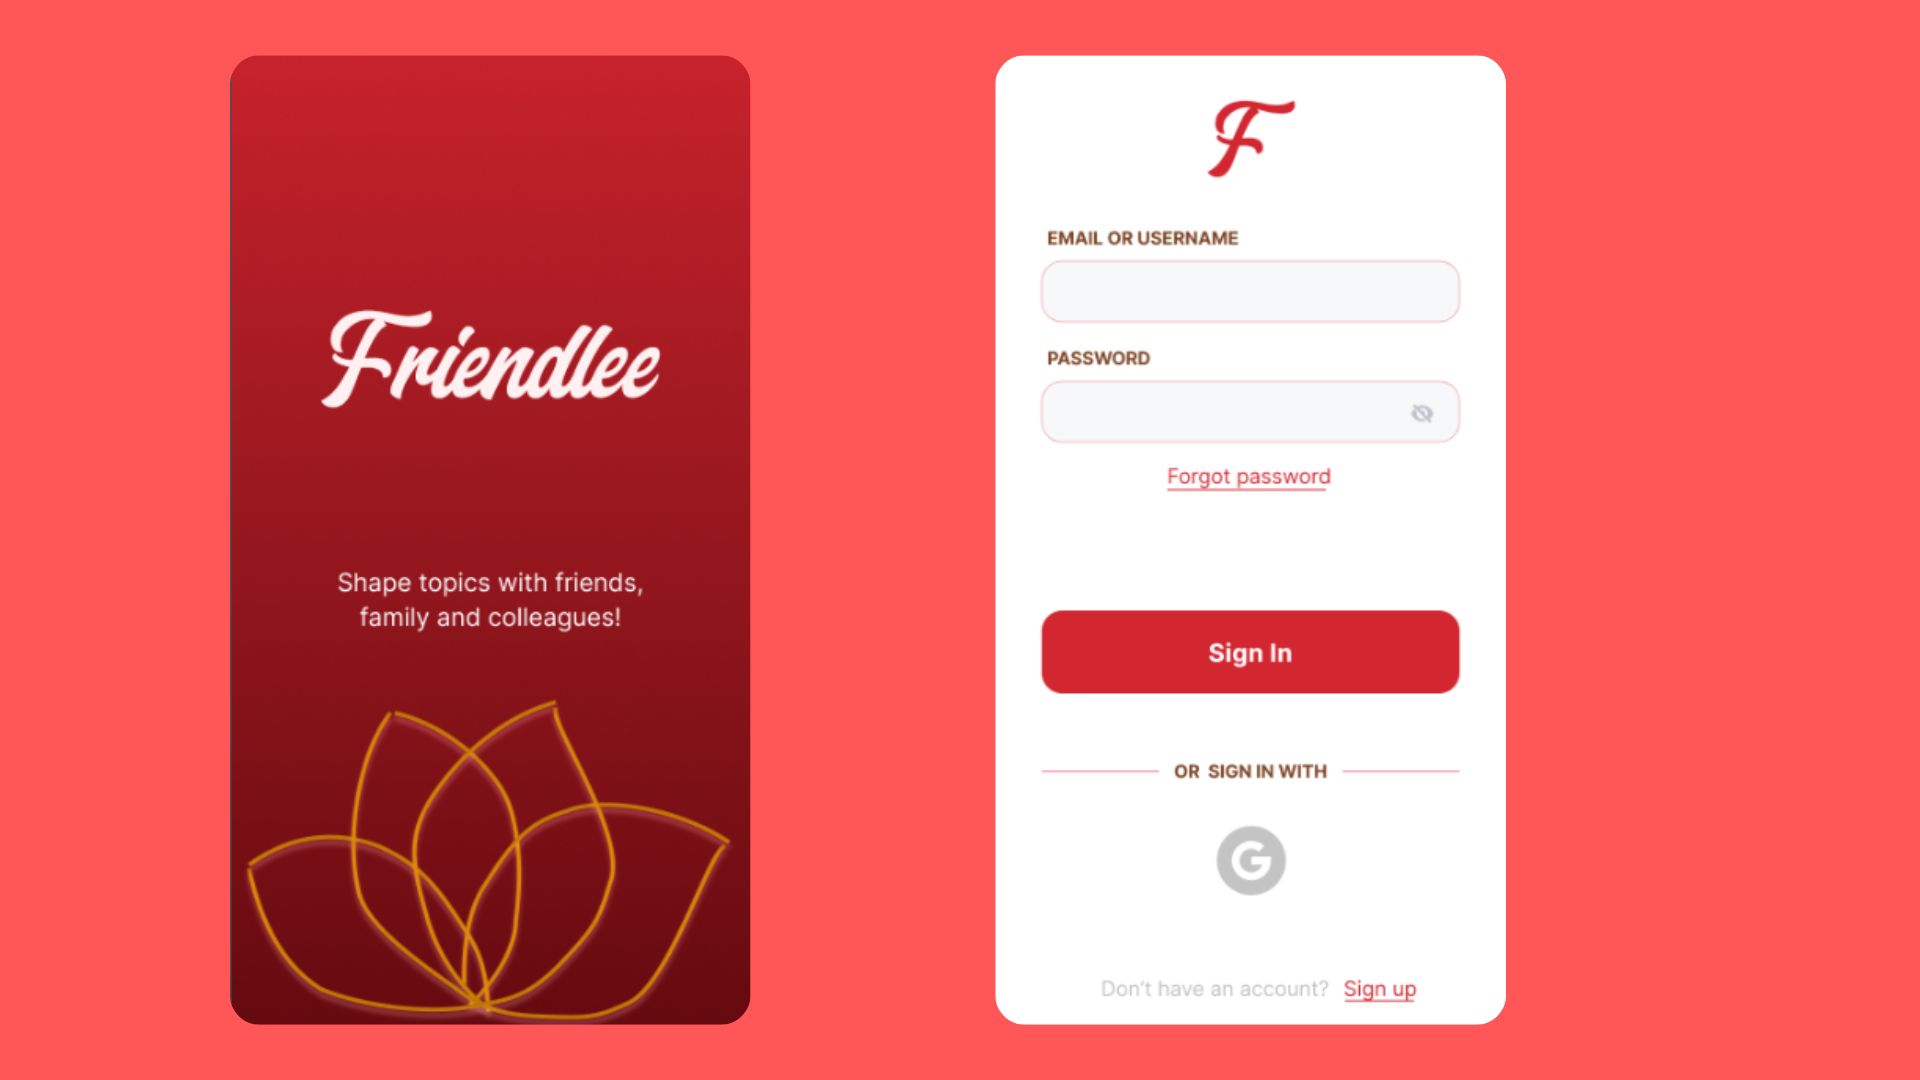 Friendlee
Shape topics with friends,
family and colleagues!
F
EMAIL OR USERNAME
PASSWORD
Forgot password
Sign In
OR SIGN IN WITH
G
Don't have an account? Sign up